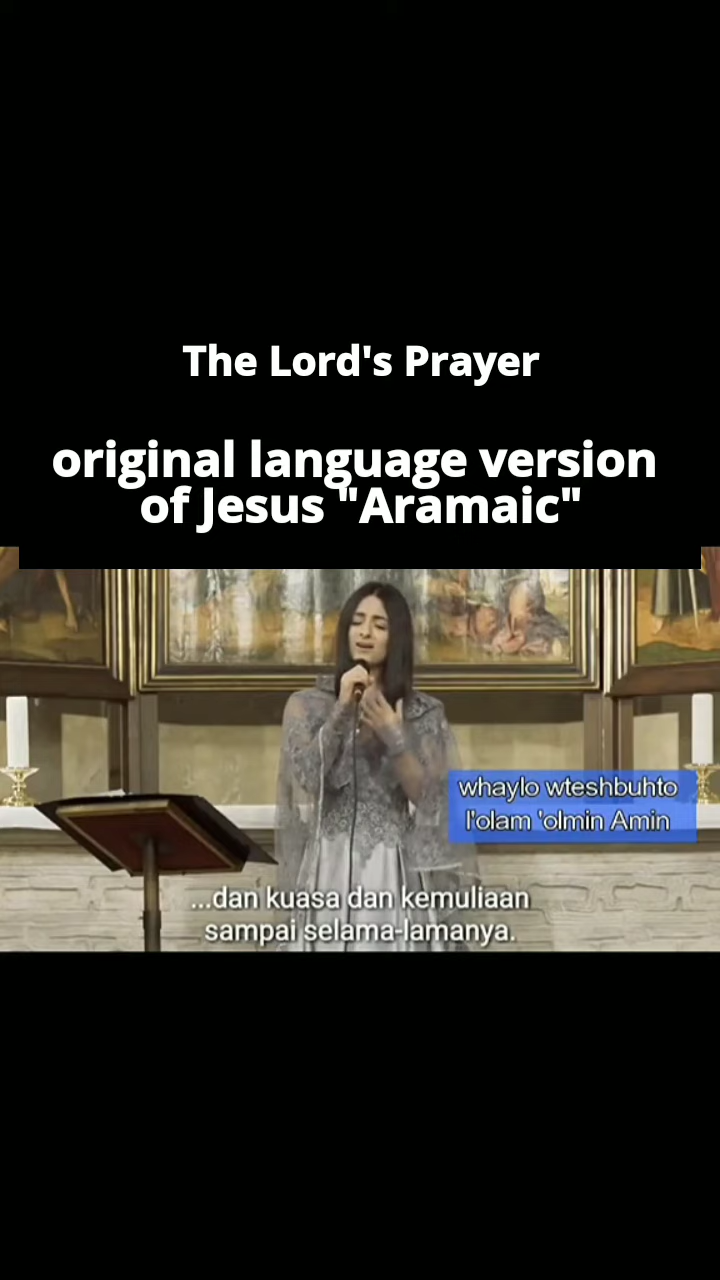 The Lord's Prayer
original language version
of Jesus "Aramaic"
whaylo wteshbuhto
l'olam 'olmin Amin
...dan kuasa dan kemuliaan
sampai selama-lamanya.